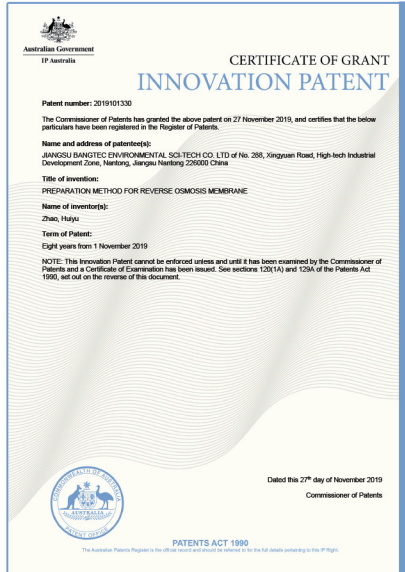 Australian Government
IP Australia
CERTIFICATE OF GRANT
INNOVATION PATENT
Patent number: 2019101330
The Commissioner of Patents has granted the above patent on 27 November 2019, and certifies that the below
particulars have been registered in the Register of Patents.
Name and address of patentee(s):
JIANGSU BANGTEC ENVIRONMENTAL SCI-TECH CO. LTD of No. 288, Xingyuan Road, High-tech Industrial
Development Zone, Nantong, Jiangsu Nantong 226000 China
Title of invention:
PREPARATION METHOD FOR REVERSE OSMOSIS MEMBRANE
Name of inventor(s):
Zhao, Huiyu
Term of Patent:
Eight years from 1 November 2019
NOTE: This Innovation Patent cannot be enforced unless and until it has been examined by the Commissioner of
Patents and a Certificate of Examination has been issued. See sections 120(1A) and 129A of the Patents Act
1990, set out on the reverse of this document.
Dated this 27th day of November 2019
Commissioner of Patents
COMMONWEALTH OF AUSTRALIA
AUSTRALIA
PATENT OFFICE
PATENTS ACT 1990
The Australian Patents Register is the official record and should be referred to for the full details pertaining to this IP Right.